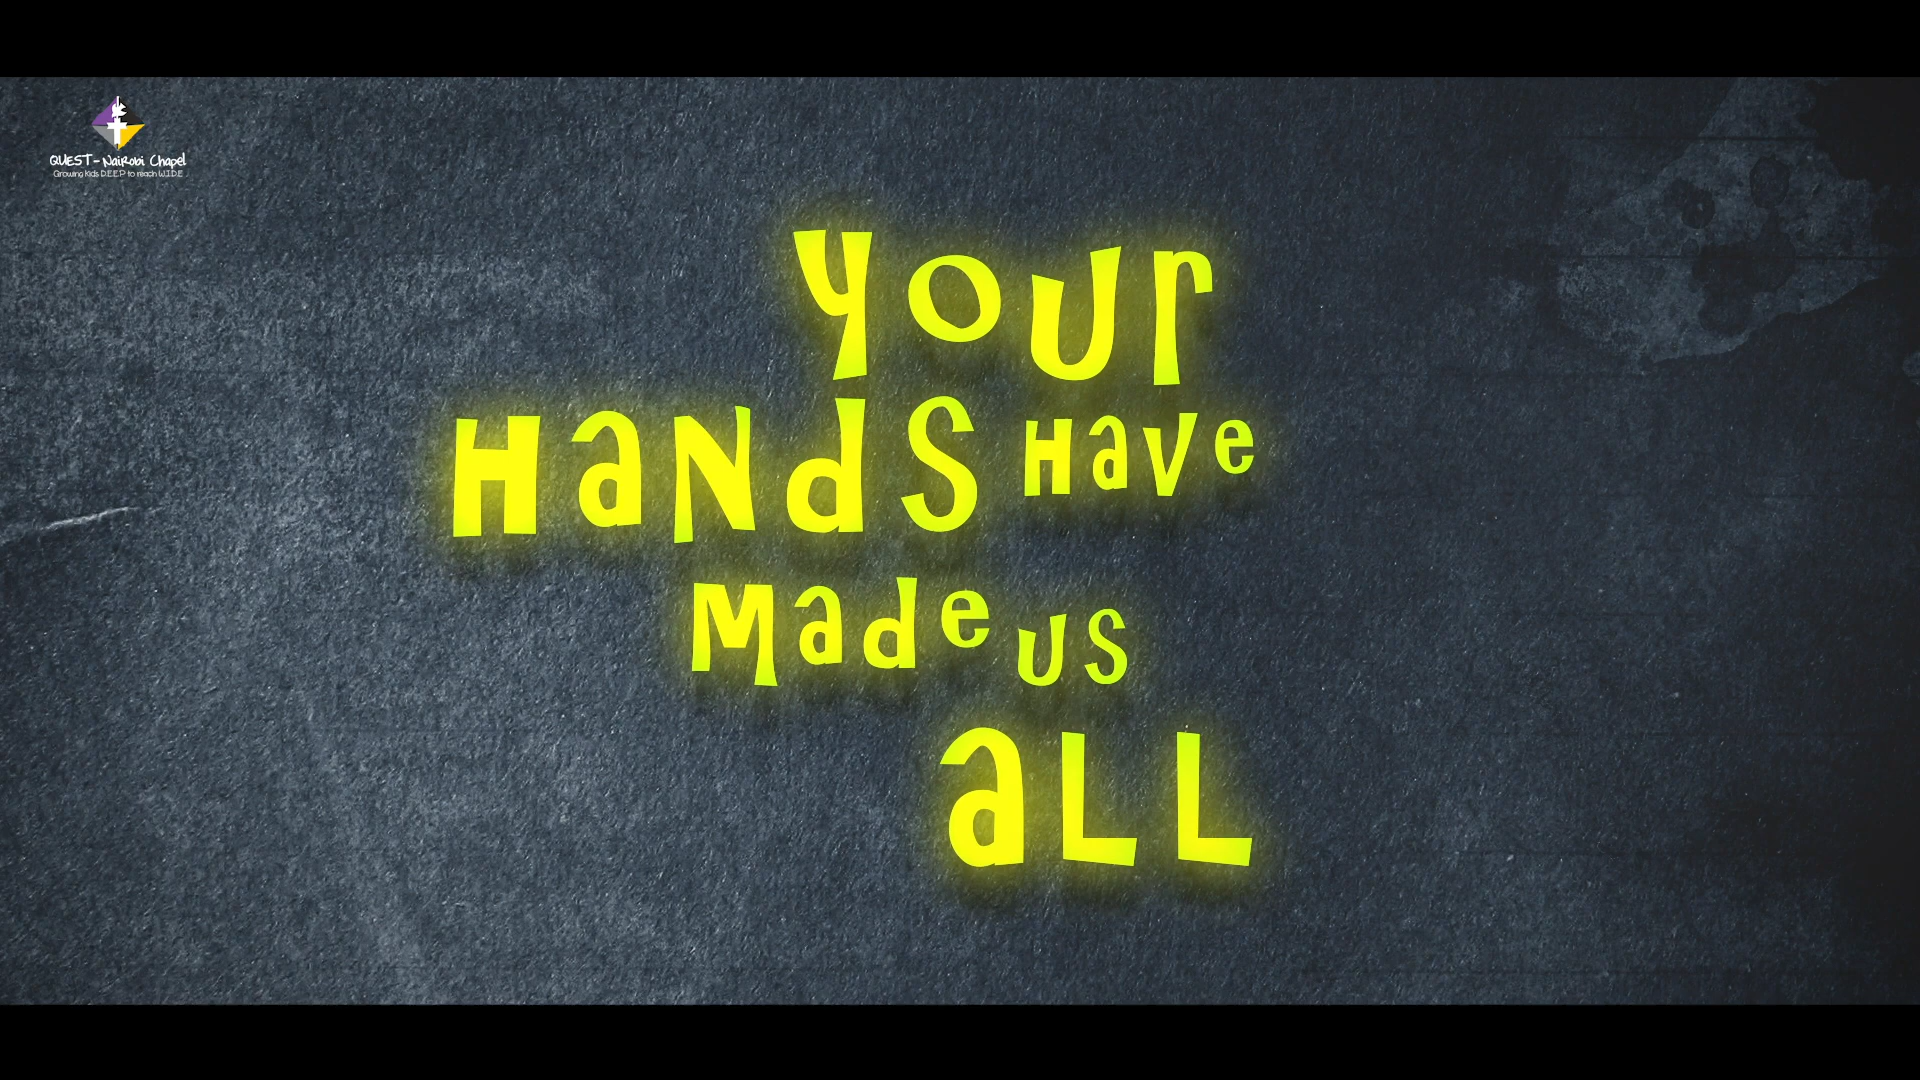 QUEST - Nairobi Chapel
Growing Kids D.E.E.P to reach W.I.D.E
your
Hands Have
Made us
all